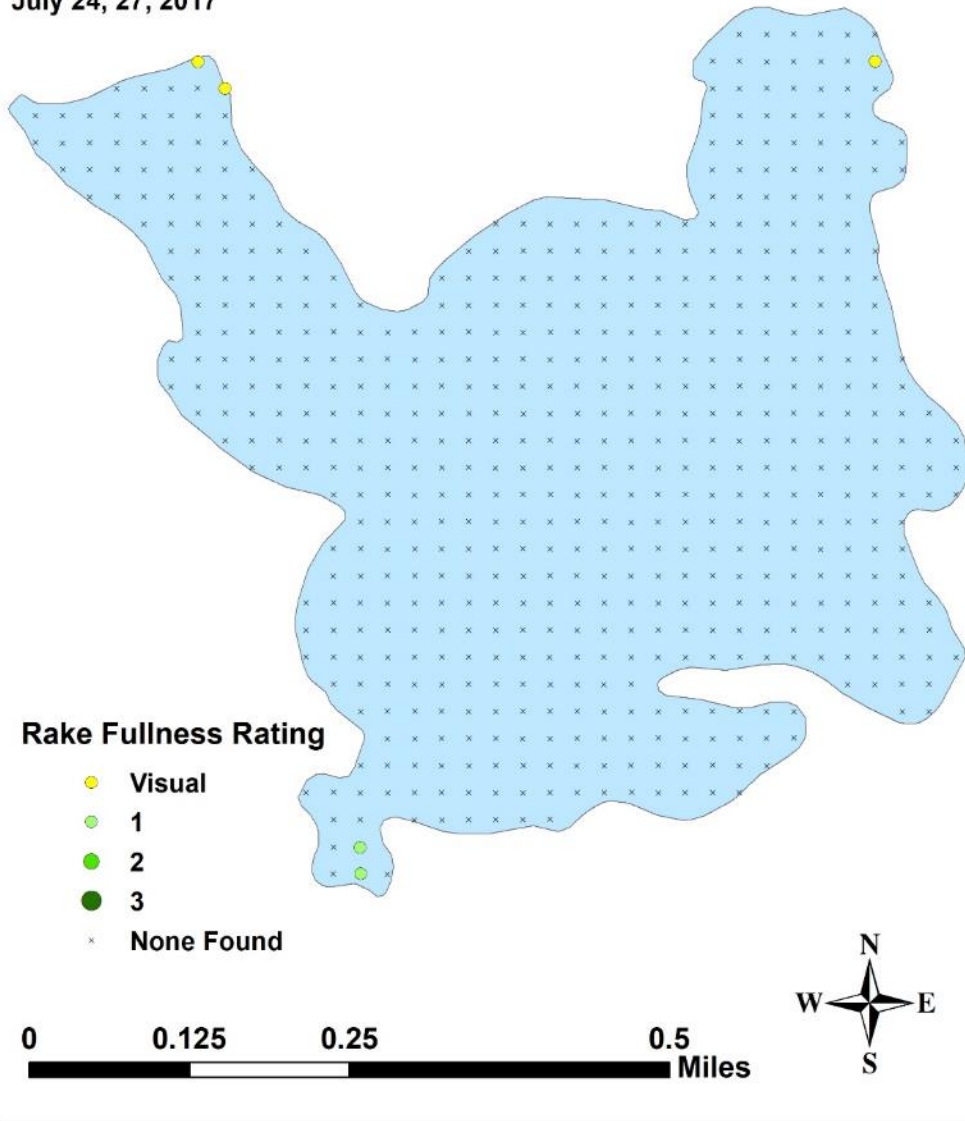 July 24, 27, 2017
Rake Fullness Rating
Visual
1
2
3
None Found
N
W E
S
0 0.125 0.25 0.5
Miles